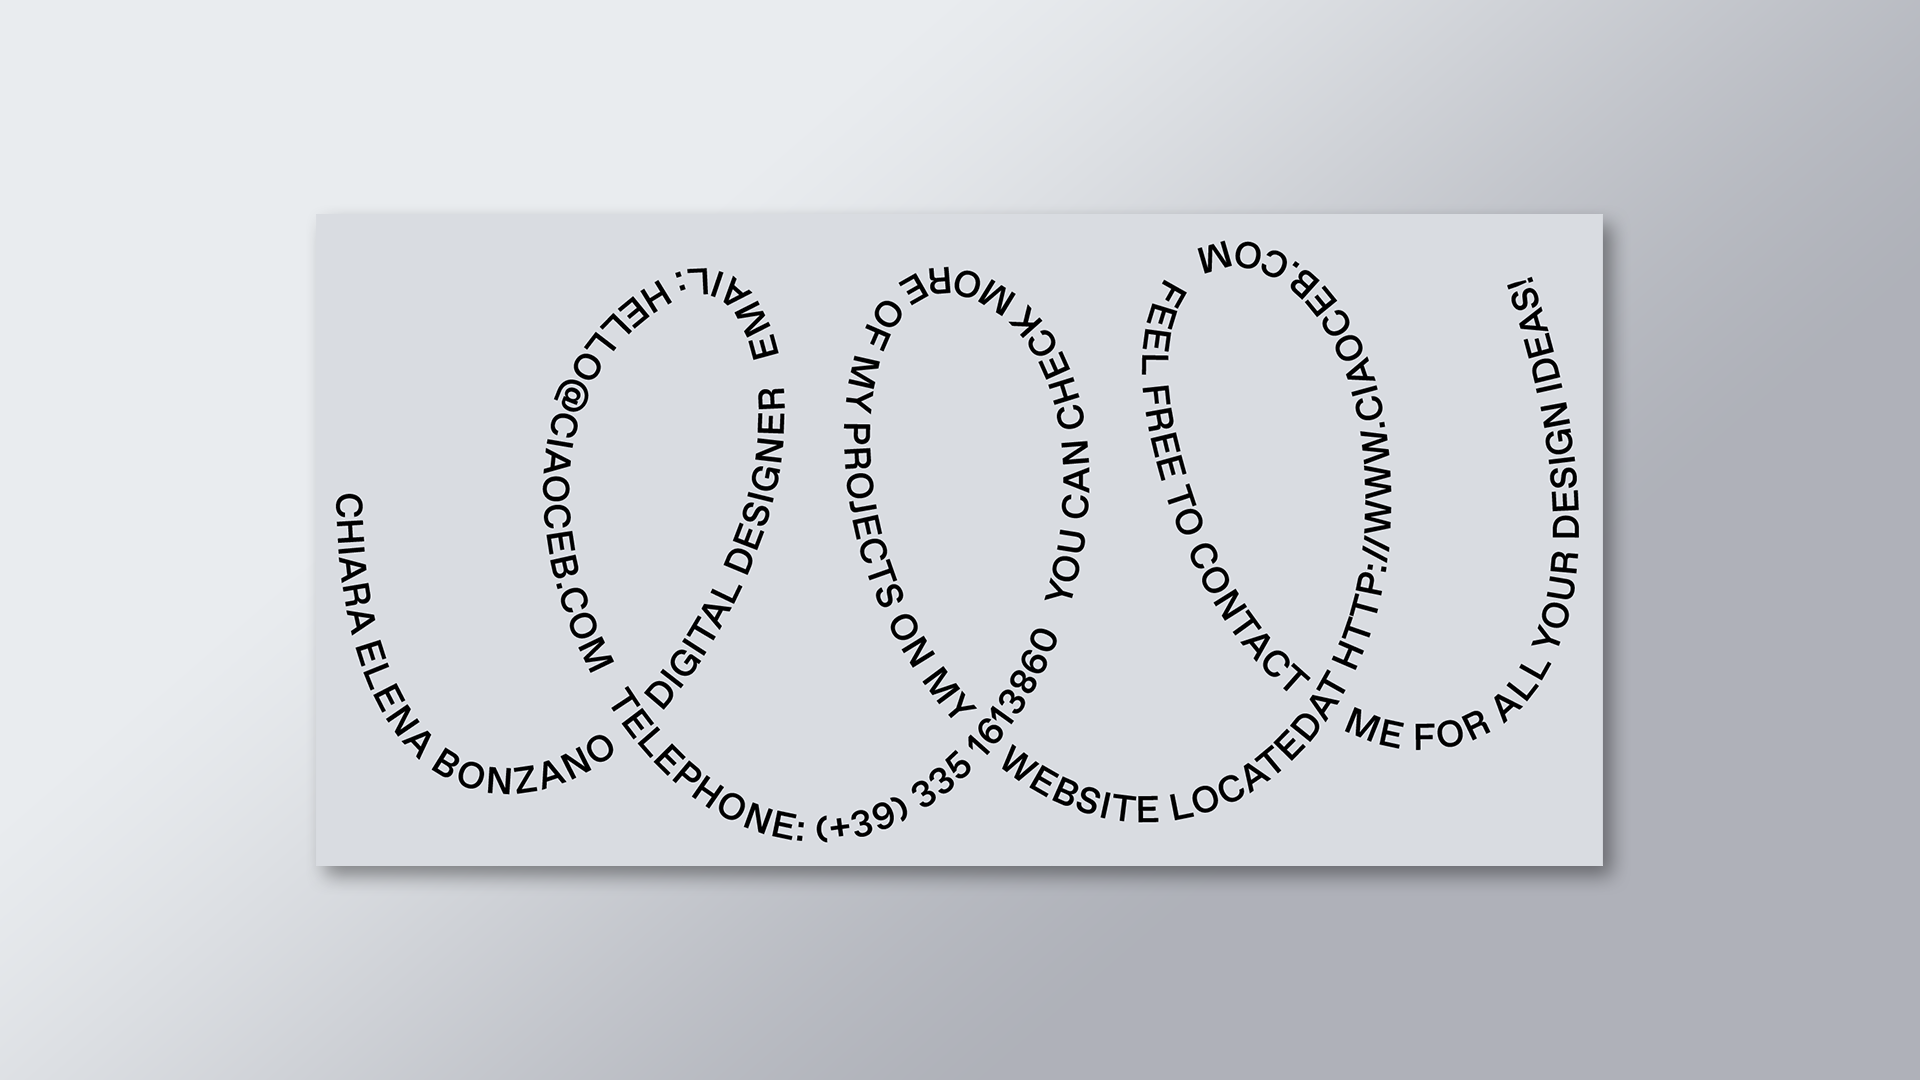 CHIARA ELENA BONZANO DIGITAL DESIGNER EMAIL: HELLO@CIAOCEB.COM TELEPHONE: (+39) 335 1613860 YOU CAN CHECK MORE OF MY PROJECTS ON MY WEBSITE LOCATEDAT HTTP://WWW.CIAOCEB.COM FEEL FREE TO CONTACT ME FOR ALL YOUR DESIGN IDEAS!